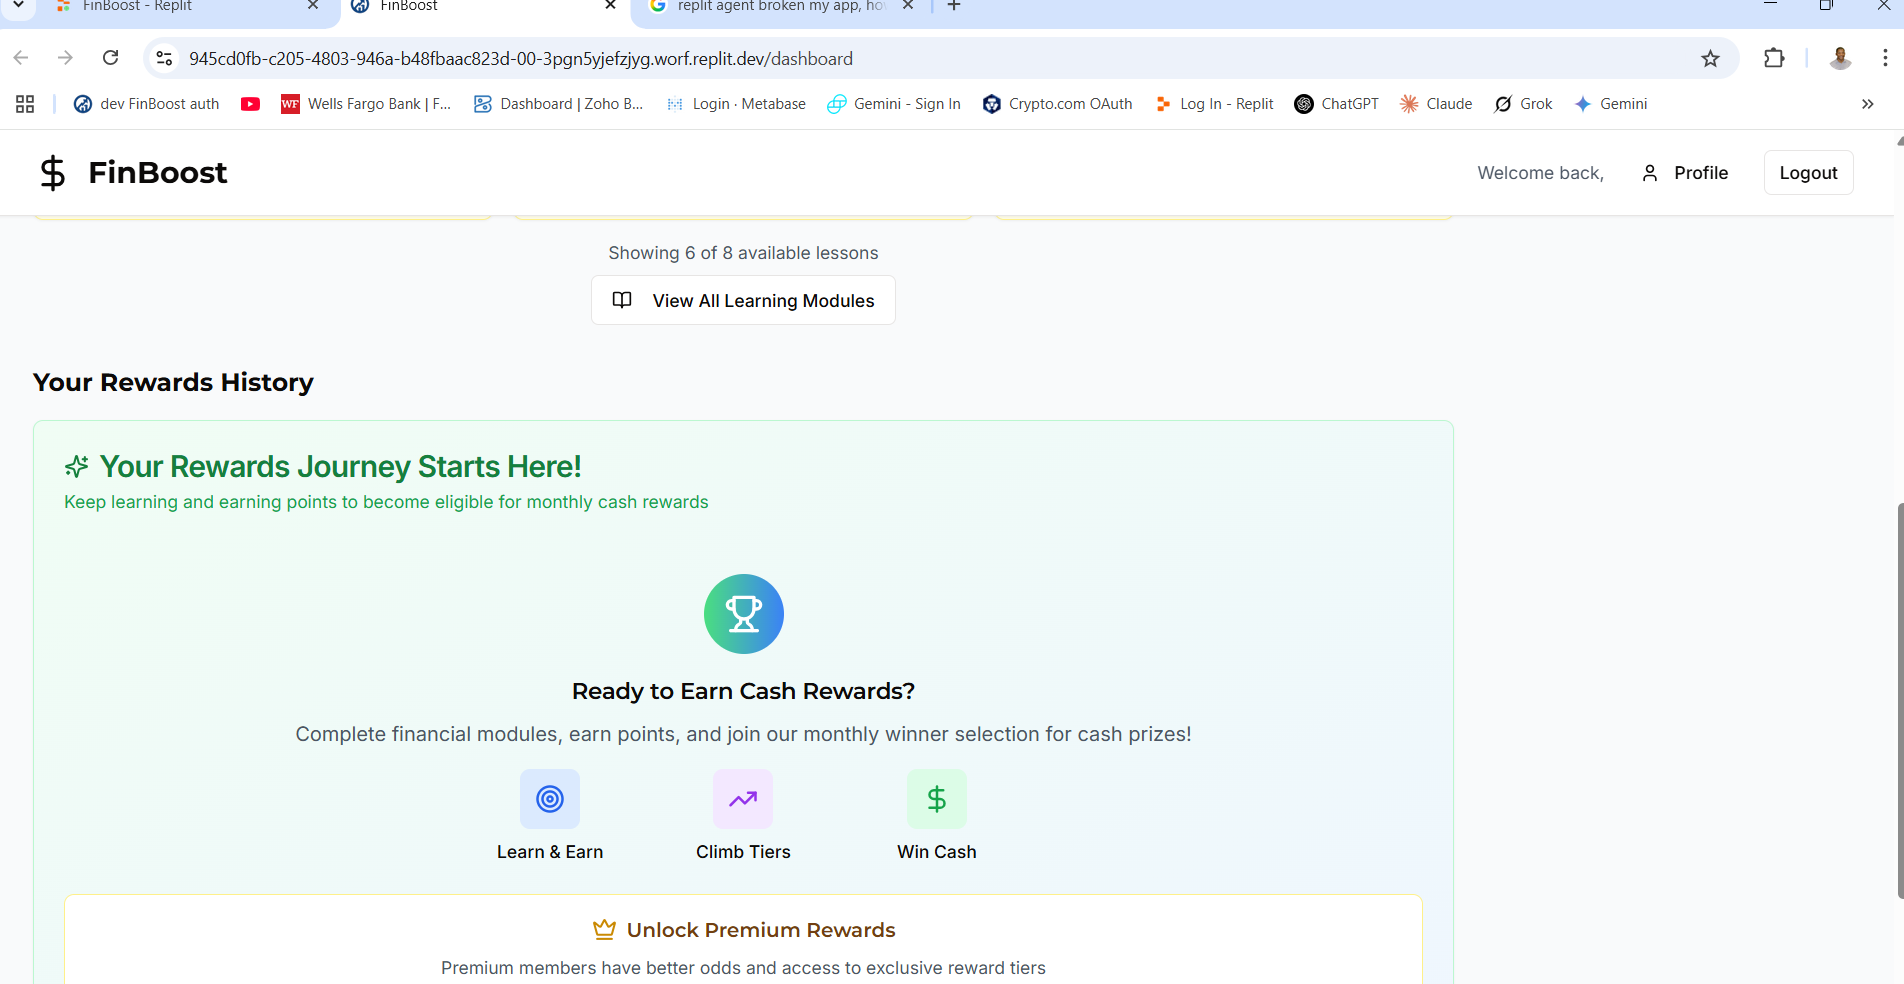 FinBoost - Replit
FinBoost
replit agent broken my app, ho
945cd0fb-c205-4803-946a-b48fbaac823d-00-3pgn5yjefzjyg.worf.replit.dev/dashboard
dev FinBoost auth
WF
Wells Fargo Bank | F...
Dashboard | Zoho B...
Login · Metabase
Gemini - Sign In
Crypto.com OAuth
Log In - Replit
ChatGPT
Claude
Grok
Gemini
FinBoost
Welcome back,
Profile
Logout
Showing 6 of 8 available lessons
View All Learning Modules
Your Rewards History
Your Rewards Journey Starts Here!
Keep learning and earning points to become eligible for monthly cash rewards
Ready to Earn Cash Rewards?
Complete financial modules, earn points, and join our monthly winner selection for cash prizes!
Learn & Earn
Climb Tiers
Win Cash
Unlock Premium Rewards
Premium members have better odds and access to exclusive reward tiers